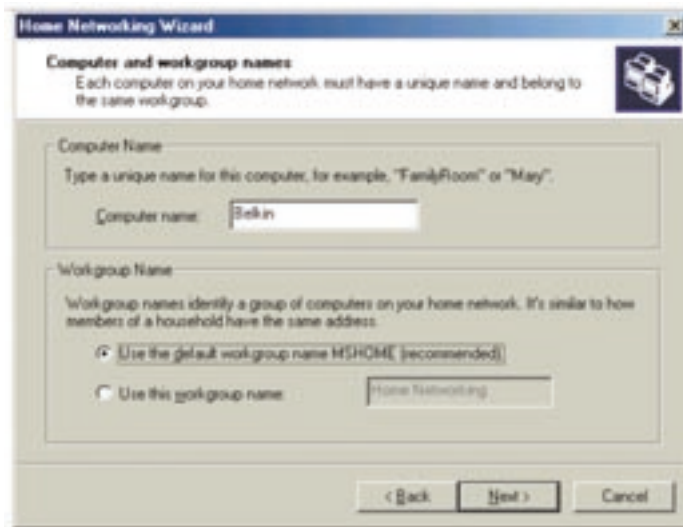 Home Networking Wizard
Computer and workgroup names
Each computer on your home network must have a unique name and belong to
the same workgroup.
Computer Name
Type a unique name for this computer, for example, "FamilyRoom" or "Mary".
Computer name:
Belkin
Workgroup Name
Workgroup names identify a group of computers on your home network. It's similar to how
members of a household have the same address.
Use the default workgroup name MSHOME (recommended)
Use this workgroup name:
Home Networking
< Back
Next >
Cancel